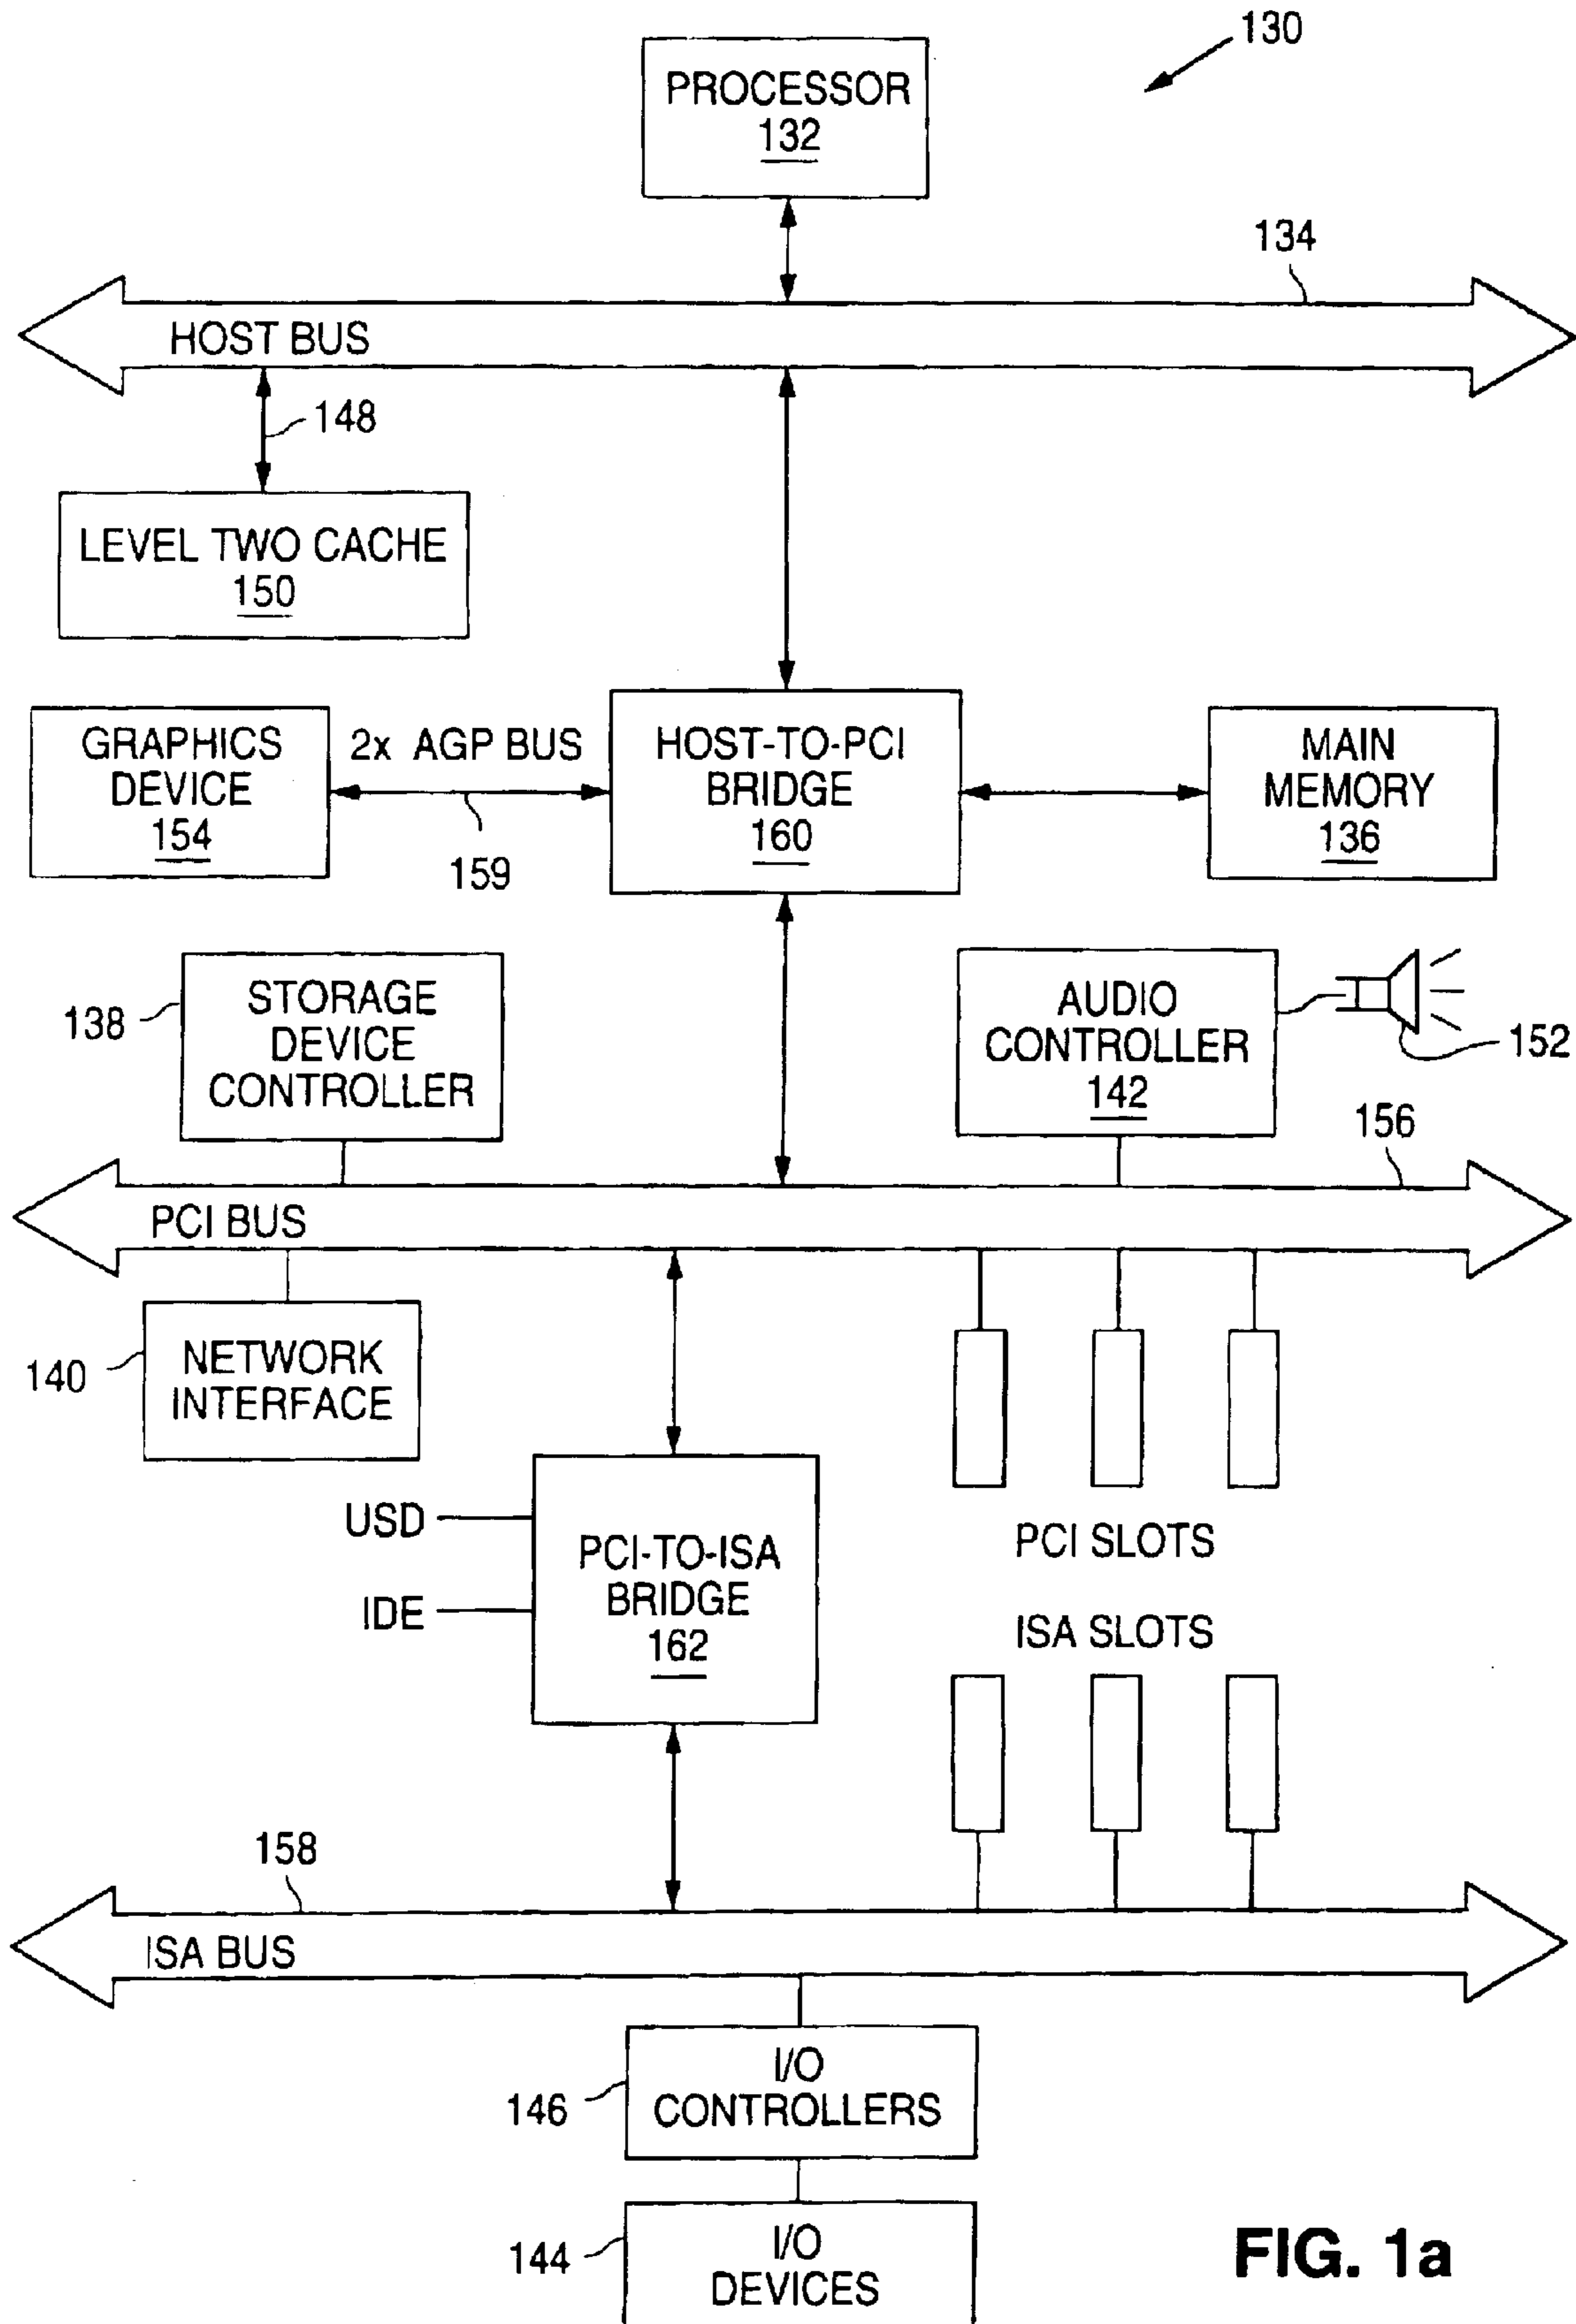 130
PROCESSOR
132
134
HOST BUS
148
LEVEL TWO CACHE
150
GRAPHICS
DEVICE
154
2x AGP BUS
159
HOST-TO-PCI
BRIDGE
160
MAIN
MEMORY
136
138
STORAGE
DEVICE
CONTROLLER
AUDIO
CONTROLLER
142
152
156
PCI BUS
140
NETWORK
INTERFACE
USD
IDE
PCI-TO-ISA
BRIDGE
162
PCI SLOTS
ISA SLOTS
158
ISA BUS
146
I/O
CONTROLLERS
144
I/O
DEVICES
FIG. 1a